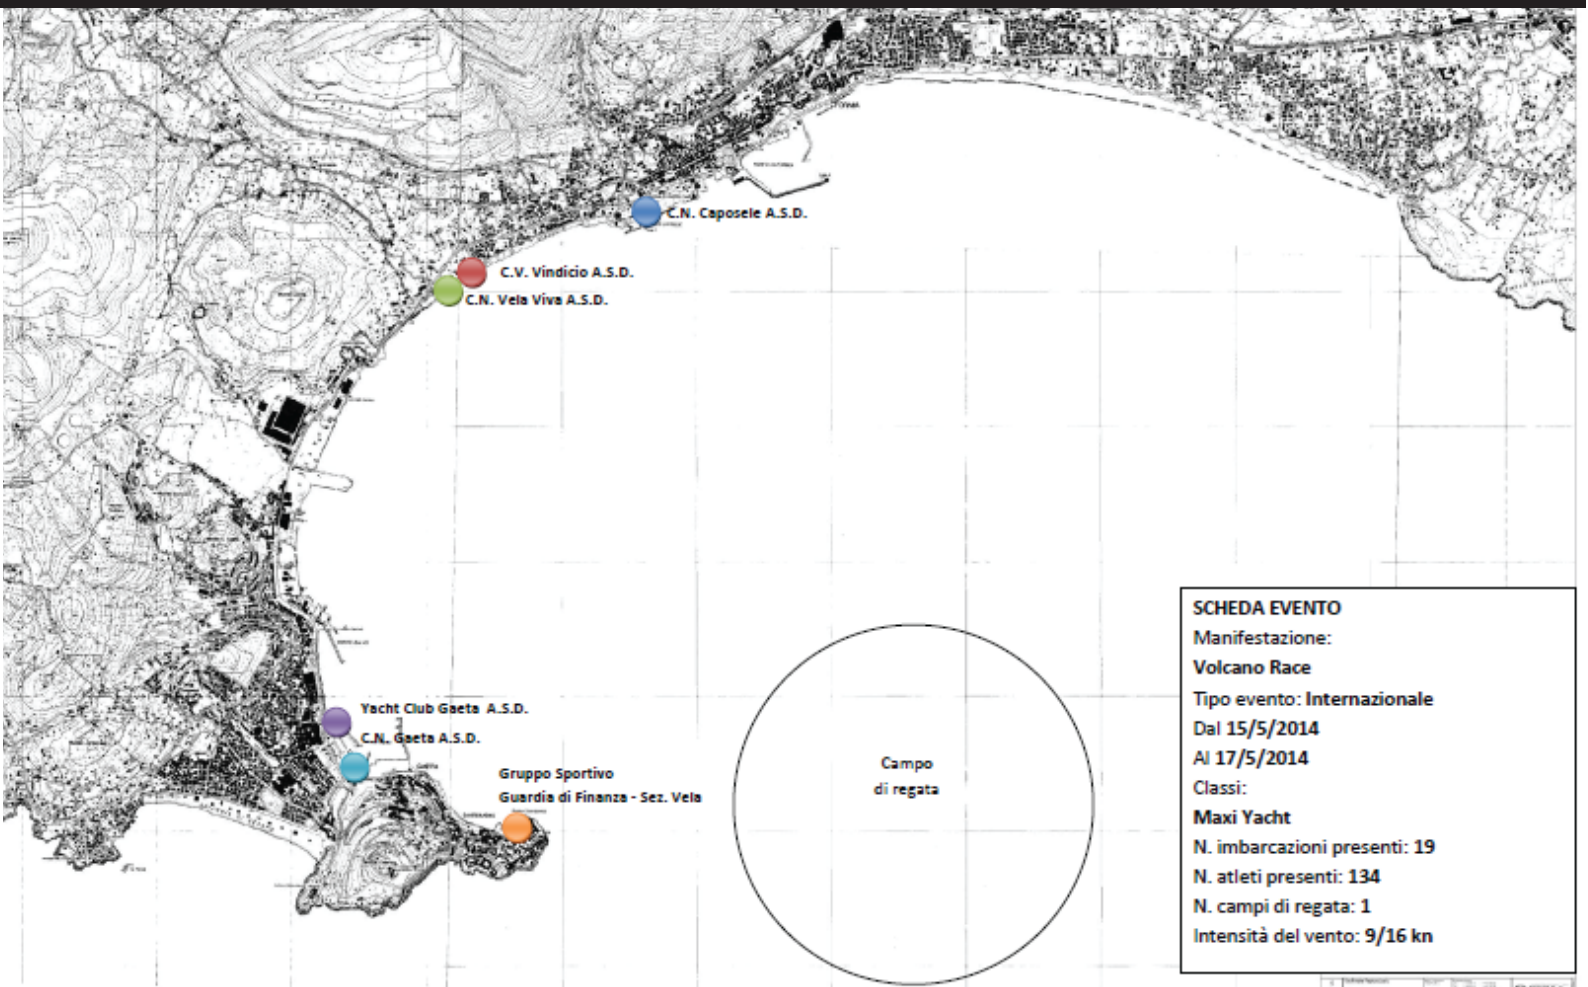 C.N. Caposele A.S.D.
C.V. Vindicio A.S.D.
C.N. Vela Viva A.S.D.
Yacht Club Gaeta A.S.D.
C.N. Gaeta A.S.D.
Gruppo Sportivo
Guardia di Finanza - Sez. Vela
Campo
di regata
SCHEDA EVENTO
Manifestazione:
Volcano Race
Tipo evento: Internazionale
Dal 15/5/2014
Al 17/5/2014
Classi:
Maxi Yacht
N. imbarcazioni presenti: 19
N. atleti presenti: 134
N. campi di regata: 1
Intensità del vento: 9/16 kn